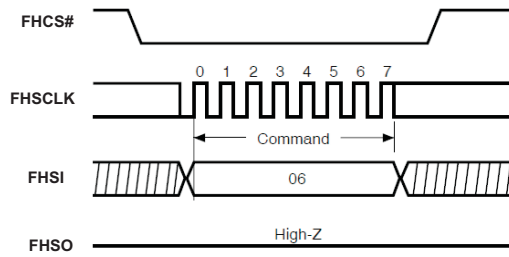 FHCS#
0 1 2 3 4 5 6 7
FHSCLK
Command
FHSI
06
High-Z
FHSO